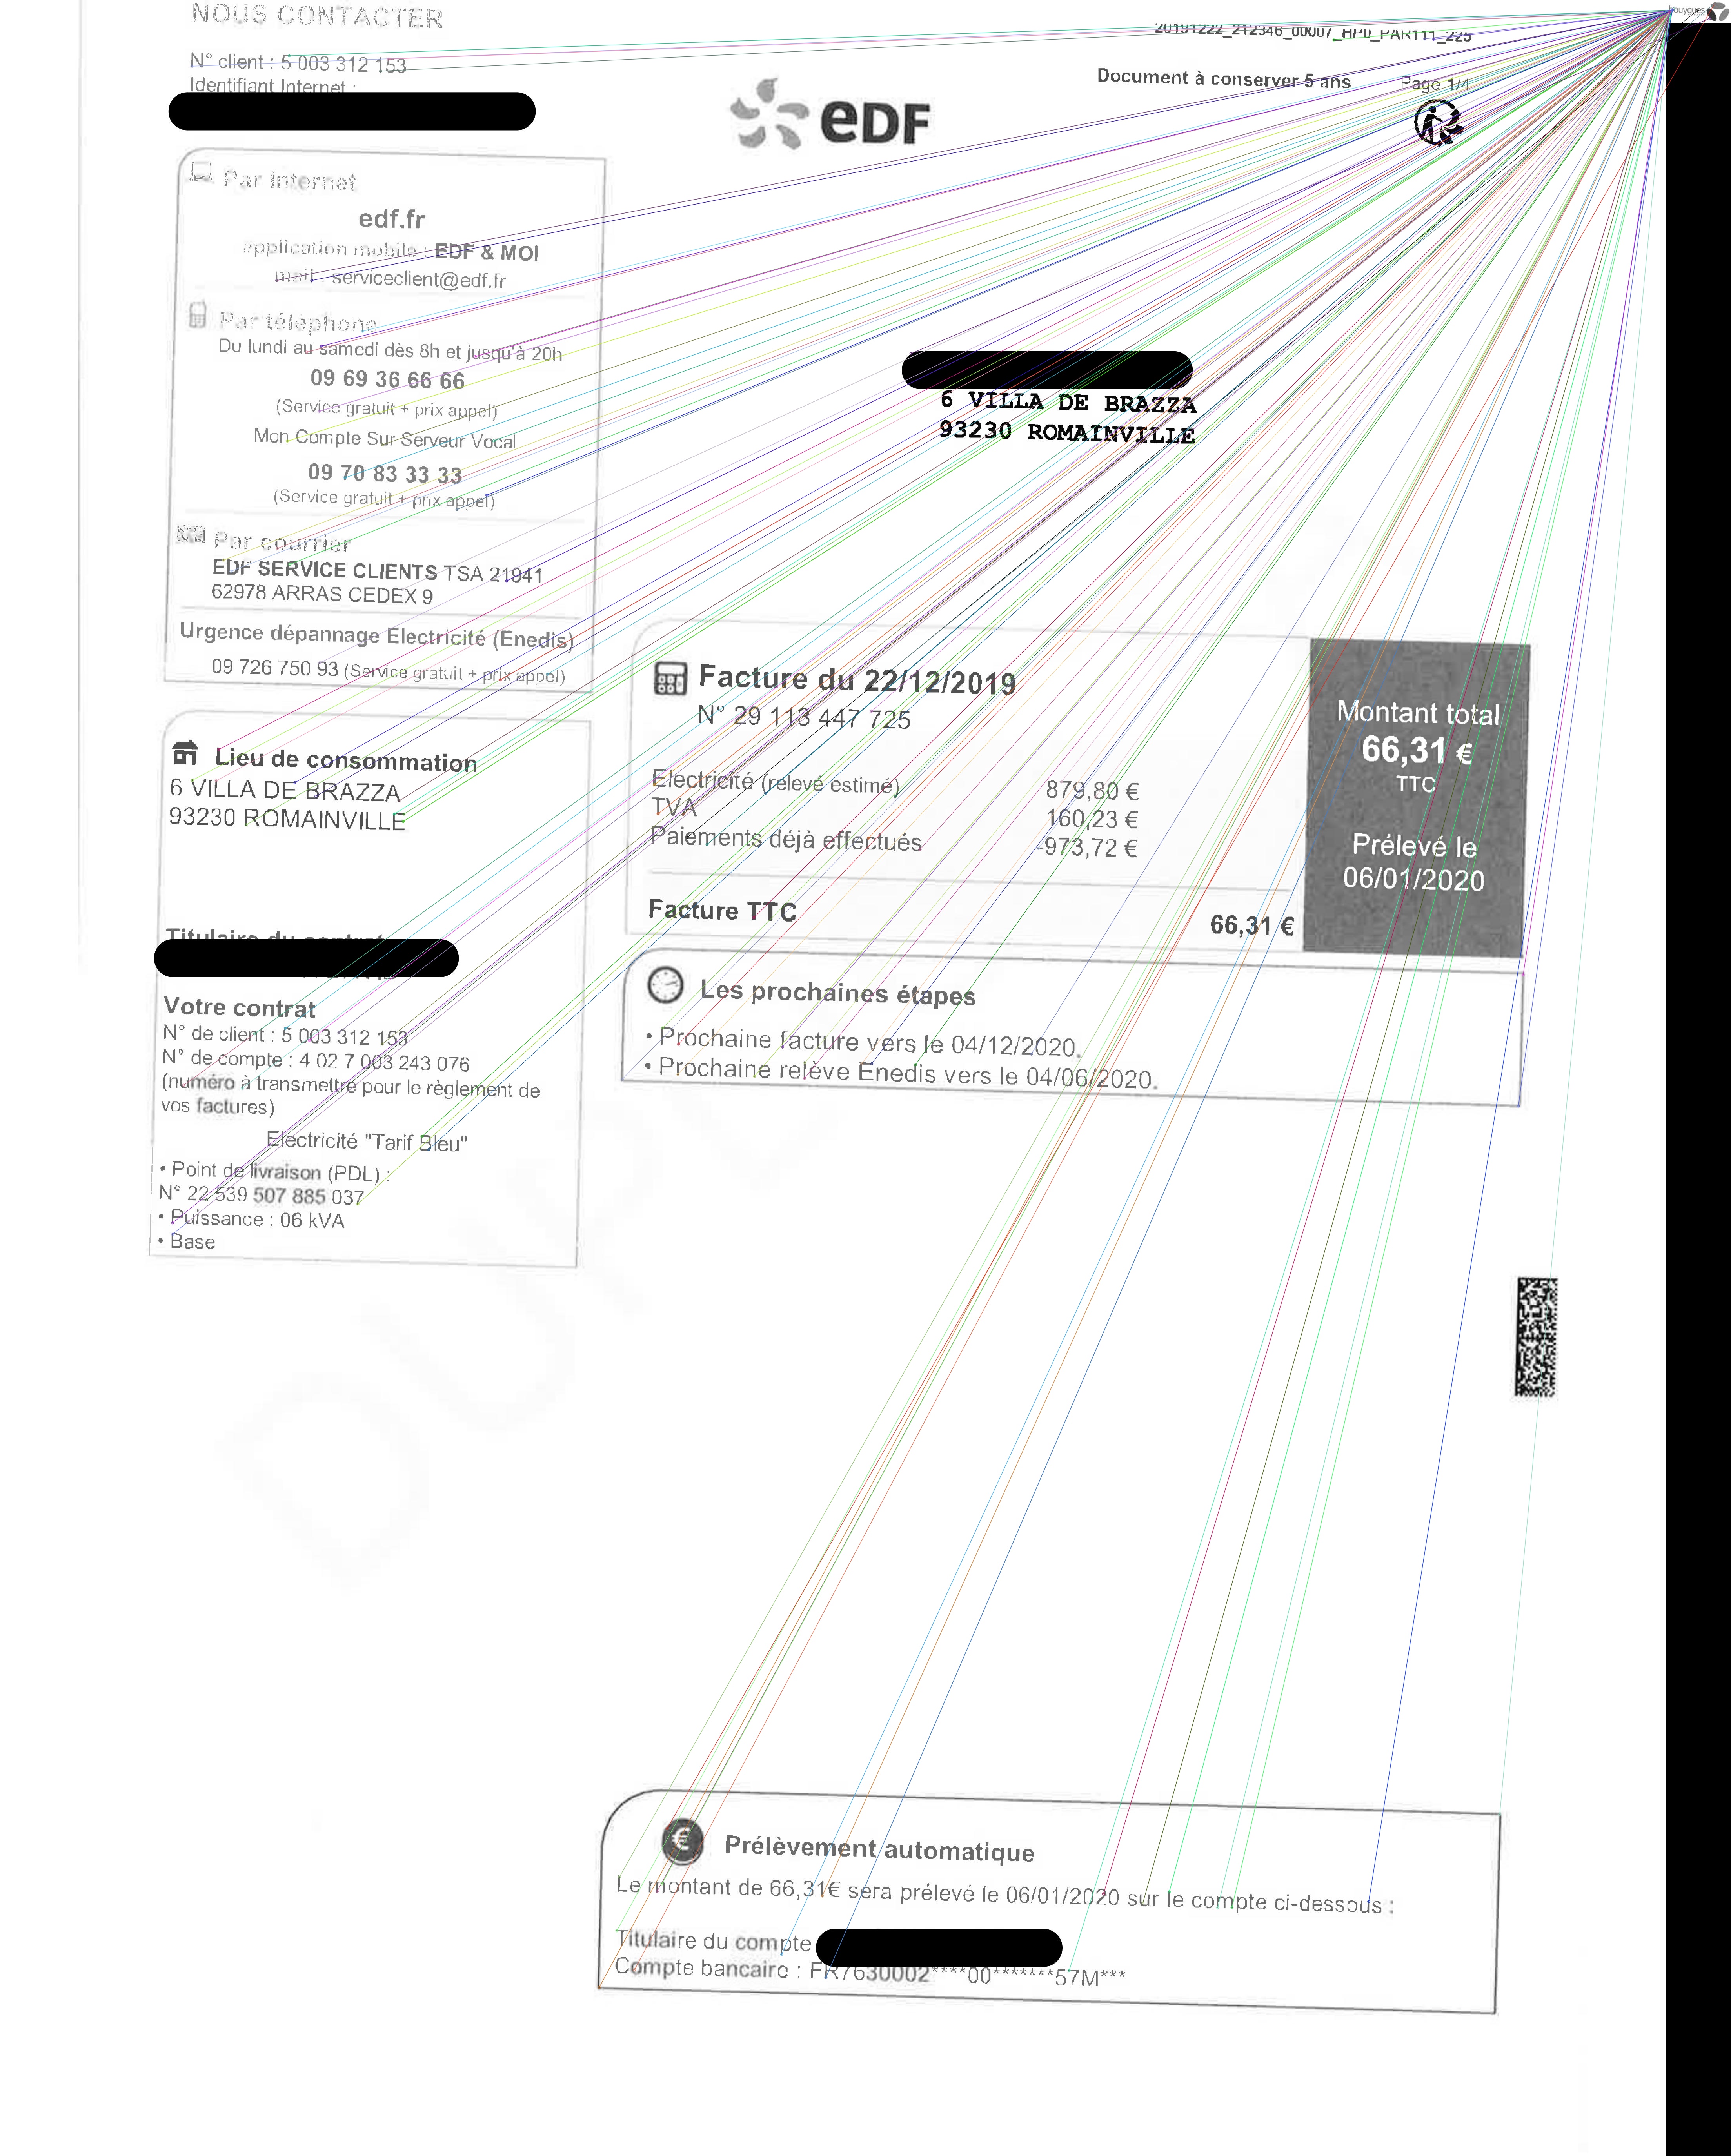 NOUS CONTACTER
N° client : 5 003 312 153
Identifiant Internet :
20191222_212346_00007_HP0_PAR111_225
Document à conserver 5 ans
Page 1/4
eDF
bouygues
Par Internet
edf.fr
application mobile : EDF & MOI
mail : serviceclient@edf.fr
Par téléphone
Du lundi au samedi dès 8h et jusqu'à 20h
09 69 36 66 66
(Service gratuit + prix appel)
Mon Compte Sur Serveur Vocal
09 70 83 33 33
(Service gratuit + prix appel)
Par courrier
EDF SERVICE CLIENTS TSA 21941
62978 ARRAS CEDEX 9
Urgence dépannage Electricité (Enedis)
09 726 750 93 (Service gratuit + prix appel)
6 VILLA DE BRAZZA
93230 ROMAINVILLE
Lieu de consommation
6 VILLA DE BRAZZA
93230 ROMAINVILLE
Titulaire du contrat
Votre contrat
N° de client : 5 003 312 153
N° de compte : 4 02 7 003 243 076
(numéro à transmettre pour le règlement de
vos factures)
Electricité "Tarif Bleu"
• Point de livraison (PDL) :
N° 22 539 507 885 037
• Puissance : 06 kVA
• Base
Facture du 22/12/2019
N° 29 113 447 725
Electricité (relevé estimé) 879,80 €
TVA 160,23 €
Paiements déjà effectués -973,72 €
Facture TTC 66,31 €
Montant total
66,31 €
TTC
Prélevé le
06/01/2020
Les prochaines étapes
• Prochaine facture vers le 04/12/2020.
• Prochaine relève Enedis vers le 04/06/2020.
Prélèvement automatique
Le montant de 66,31€ sera prélevé le 06/01/2020 sur le compte ci-dessous :
Titulaire du compte
Compte bancaire : FR7630002****00*******57M***